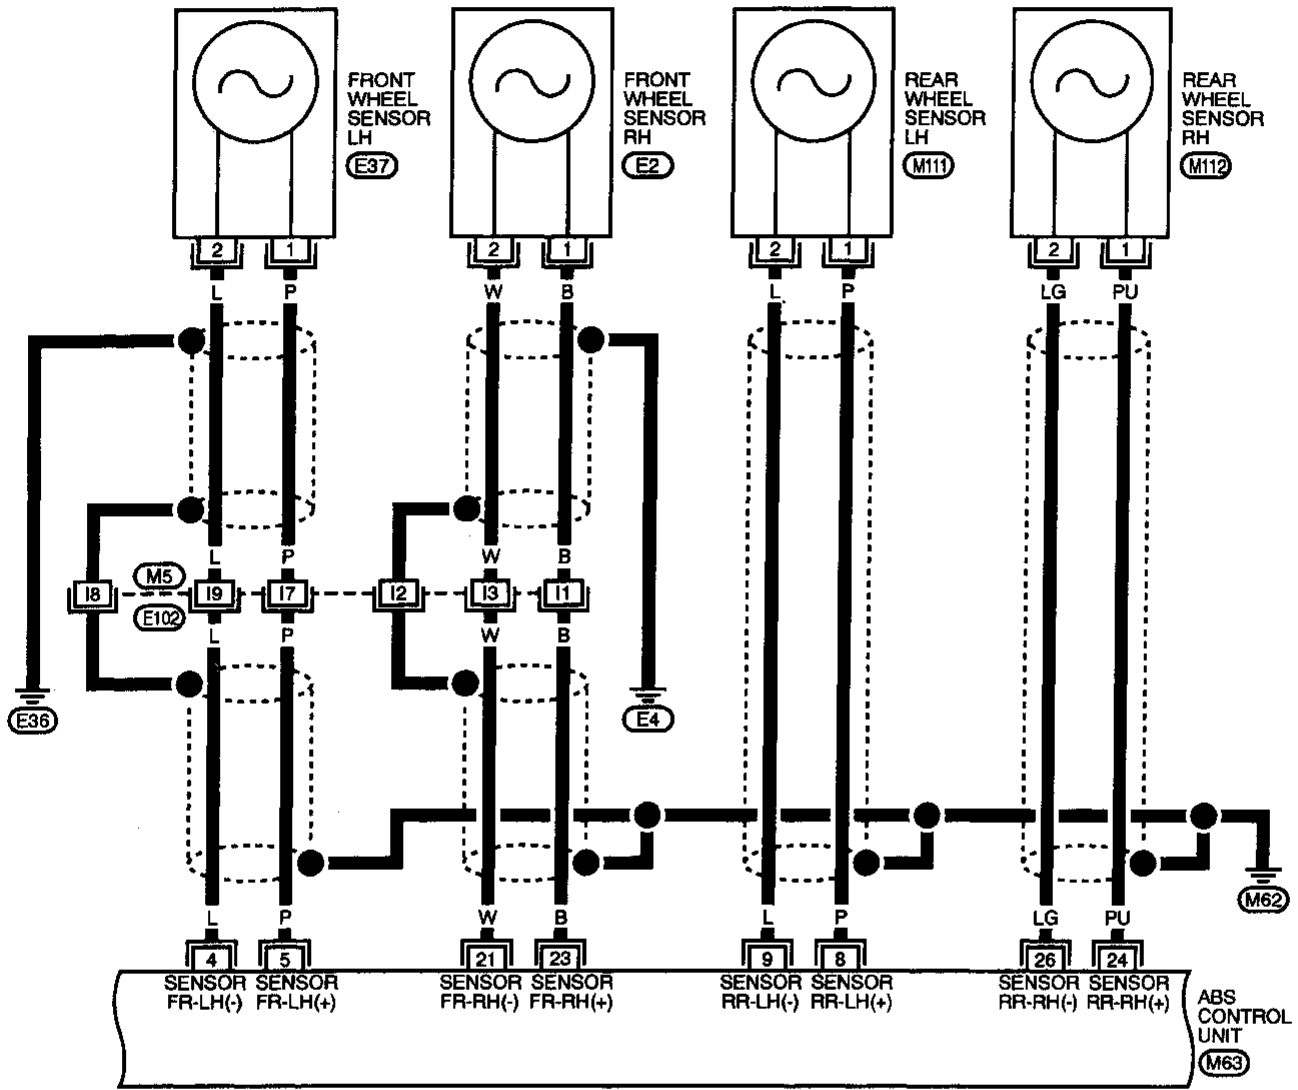 FRONT
WHEEL
SENSOR
LH
E37
FRONT
WHEEL
SENSOR
RH
E2
REAR
WHEEL
SENSOR
LH
M111
REAR
WHEEL
SENSOR
RH
M112
2 1 2 1 2 1 2 1
L P W B L P LG PU
L P W B
M5
I8 I9 I7 I2 I3 I1
E102
L P W B
E36
E4
M62
L P W B L P LG PU
4 5 21 23 9 8 26 24
SENSOR SENSOR SENSOR SENSOR SENSOR SENSOR SENSOR SENSOR
FR-LH(-) FR-LH(+) FR-RH(-) FR-RH(+) RR-LH(-) RR-LH(+) RR-RH(-) RR-RH(+)
ABS
CONTROL
UNIT
M63